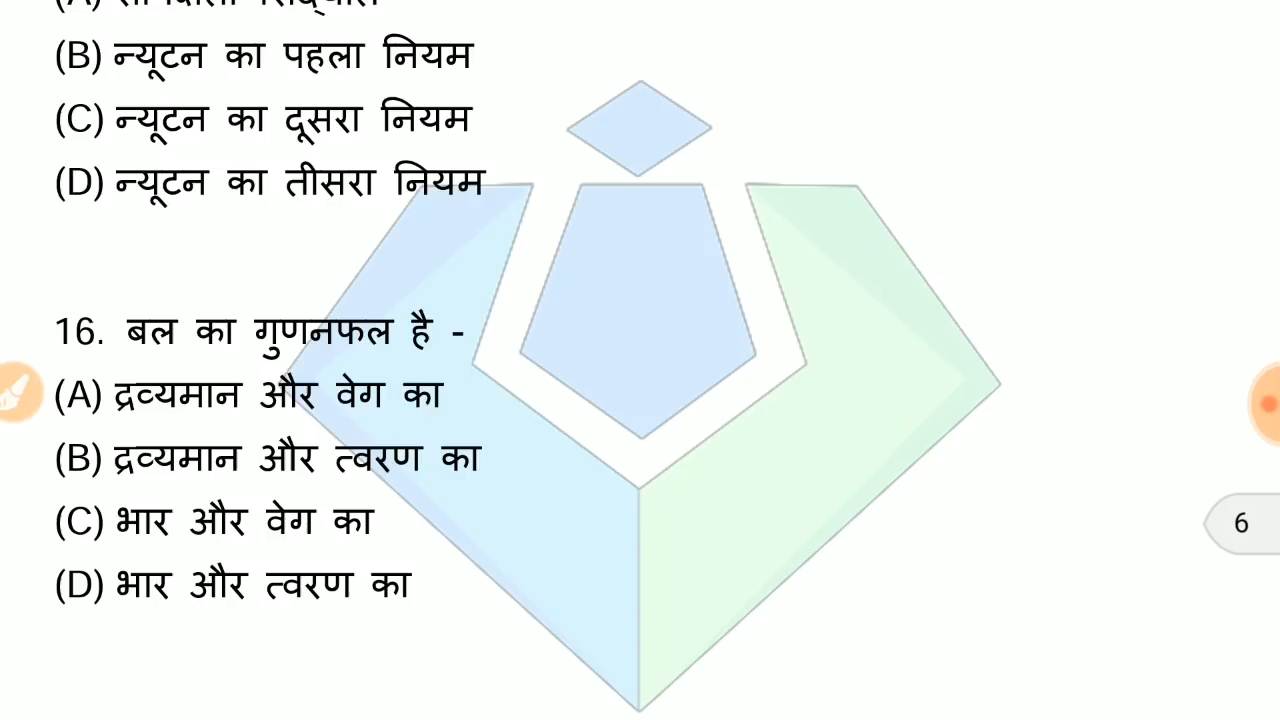 (B) न्यूटन का पहला नियम
(C) न्यूटन का दूसरा नियम
(D) न्यूटन का तीसरा नियम
16. बल का गुणनफल है -
(A) द्रव्यमान और वेग का
(B) द्रव्यमान और त्वरण का
(C) भार और वेग का
(D) भार और त्वरण का
6